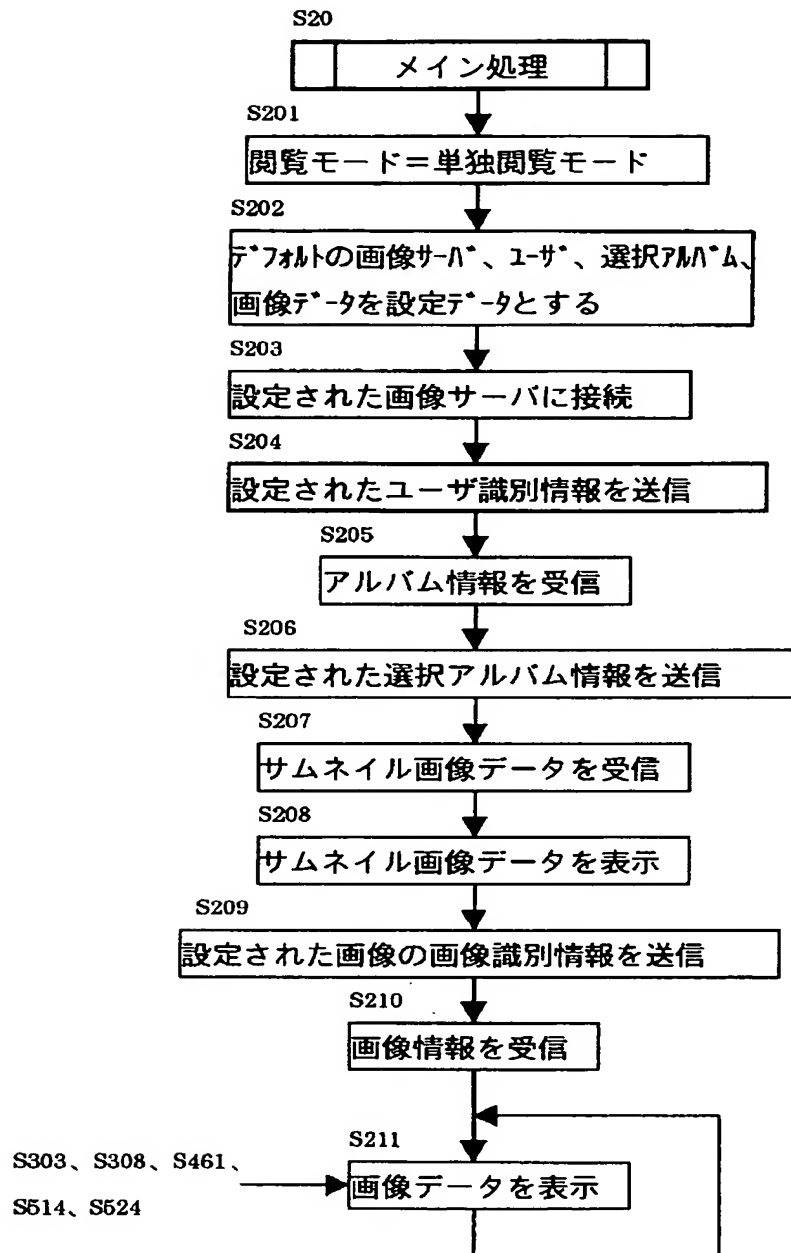 S20
メイン処理
S201
閲覧モード＝単独閲覧モード
S202
ﾃﾞﾌｫﾙﾄの画像ｻｰﾊﾞ、ﾕｰｻﾞ、選択ｱﾙﾊﾞﾑ、
画像ﾃﾞｰﾀを設定ﾃﾞｰﾀとする
S203
設定された画像サーバに接続
S204
設定されたユーザ識別情報を送信
S205
アルバム情報を受信
S206
設定された選択アルバム情報を送信
S207
サムネイル画像データを受信
S208
サムネイル画像データを表示
S209
設定された画像の画像識別情報を送信
S210
画像情報を受信
S211
S303、S308、S461、
S514、S524
画像データを表示